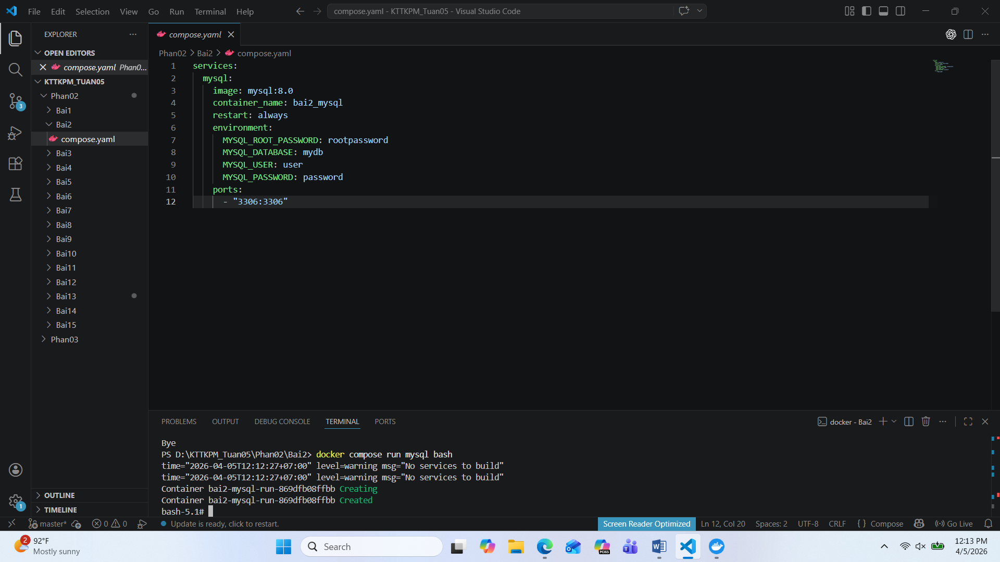 File Edit Selection View Go Run Terminal Help
compose.yaml - KTTKPM_Tuan05 - Visual Studio Code
EXPLORER
OPEN EDITORS
compose.yaml Phan0...
KTTKPM_TUAN05
Phan02
Bai1
Bai2
compose.yaml
Bai3
Bai4
Bai5
Bai6
Bai7
Bai8
Bai9
Bai10
Bai11
Bai12
Bai13
Bai14
Bai15
Phan03
OUTLINE
TIMELINE
3
1
compose.yaml
Phan02 > Bai2 > compose.yaml
1 services:
2 mysql:
3 image: mysql:8.0
4 container_name: bai2_mysql
5 restart: always
6 environment:
7 MYSQL_ROOT_PASSWORD: rootpassword
8 MYSQL_DATABASE: mydb
9 MYSQL_USER: user
10 MYSQL_PASSWORD: password
11 ports:
12 - "3306:3306"
PROBLEMS OUTPUT DEBUG CONSOLE TERMINAL PORTS
docker - Bai2
Bye
PS D:\KTTKPM_Tuan05\Phan02\Bai2> docker compose run mysql bash
time="2026-04-05T12:12:27+07:00" level=warning msg="No services to build"
time="2026-04-05T12:12:27+07:00" level=warning msg="No services to build"
Container bai2-mysql-run-869dfb08ffbb Creating
Container bai2-mysql-run-869dfb08ffbb Created
bash-5.1#
master* 0 0 Update is ready, click to restart. Screen Reader Optimized Ln 12, Col 20 Spaces: 2 UTF-8 CRLF { } Compose Go Live
2
92°F
Mostly sunny
Search
M365
12:13 PM
4/5/2026